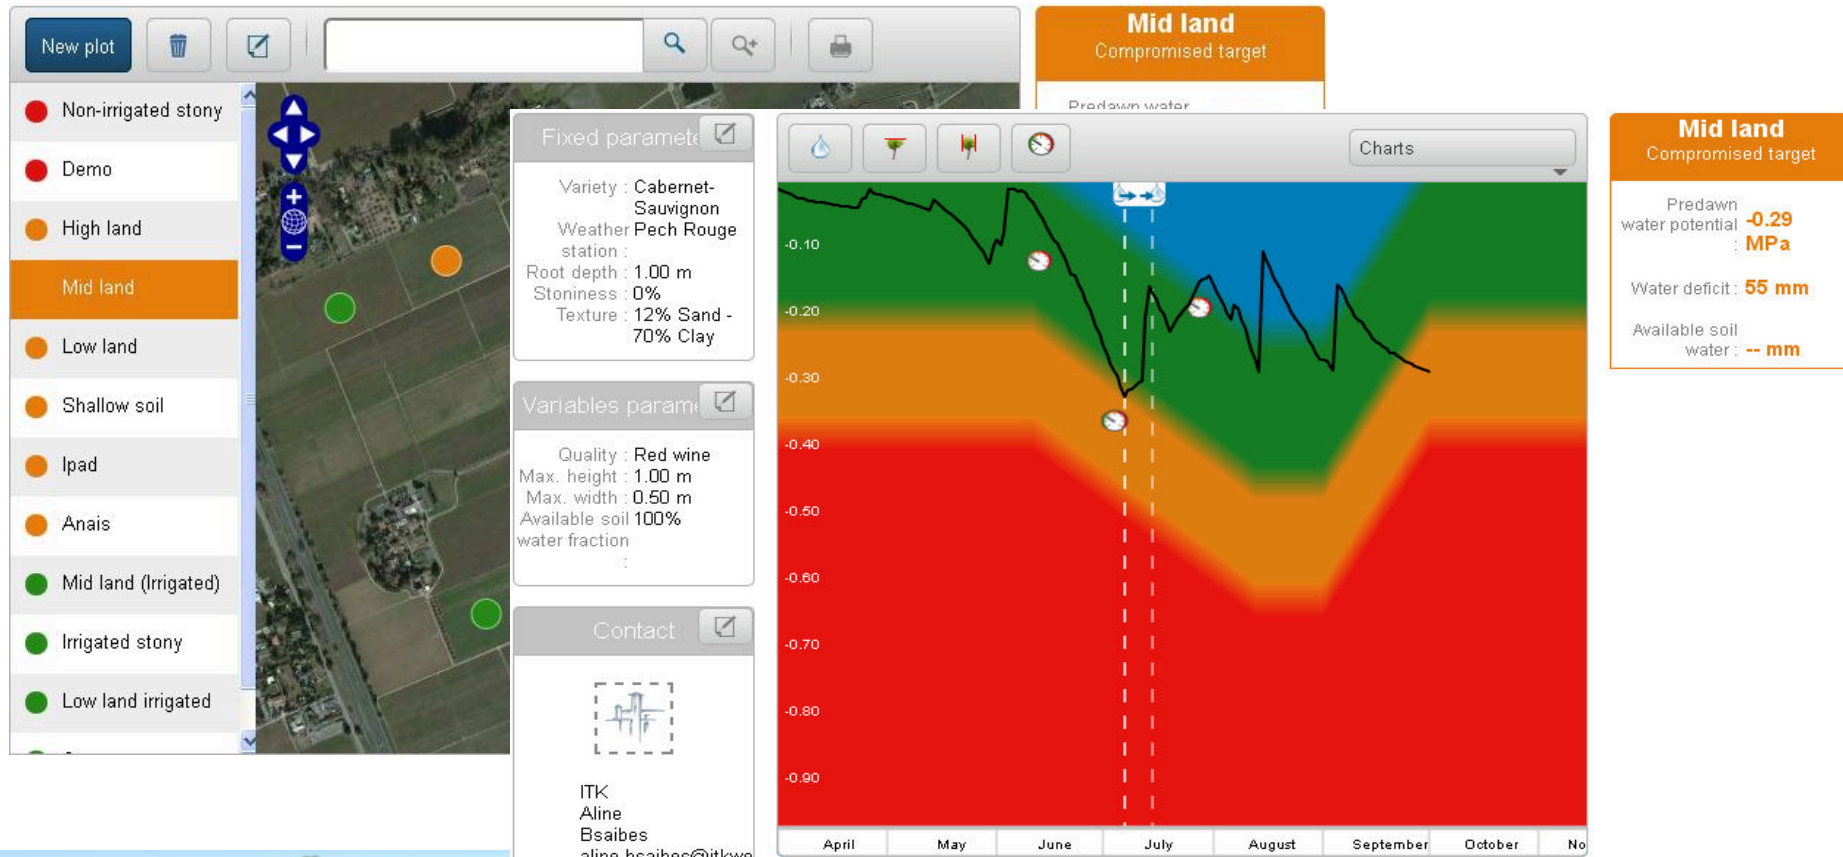 New plot
Non-irrigated stony
Demo
High land
Mid land
Low land
Shallow soil
Ipad
Anais
Mid land (Irrigated)
Irrigated stony
Low land irrigated
Mid land
Compromised target
Predawn water
Fixed paramete
Variety : Cabernet-
Sauvignon
Weather Pech Rouge
station :
Root depth : 1.00 m
Stoniness : 0%
Texture : 12% Sand -
70% Clay
Variables parame
Quality : Red wine
Max. height : 1.00 m
Max. width : 0.50 m
Available soil 100%
water fraction
:
Contact
ITK
Aline
Bsaibes
aline.bsaibes@itkwe
Charts
-0.10
-0.20
-0.30
-0.40
-0.50
-0.60
-0.70
-0.80
-0.90
April
May
June
July
August
September
October
No
Mid land
Compromised target
Predawn
water potential -0.29
: MPa
Water deficit : 55 mm
Available soil
water : -- mm